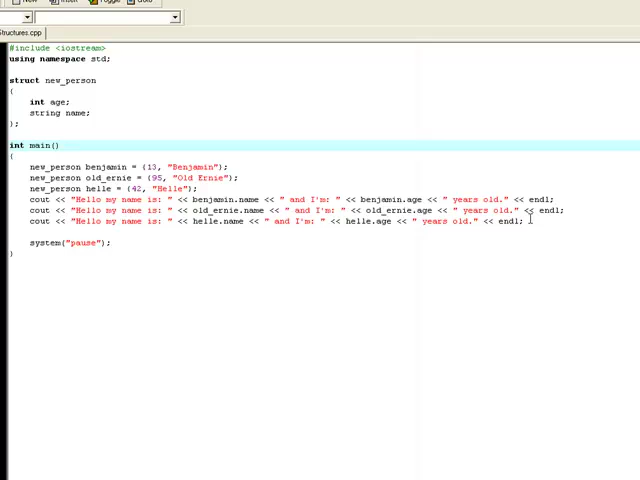 New Insert Toggle Goto
Structures.cpp
#include <iostream>
using namespace std;
struct new_person
{
int age;
string name;
};
int main()
{
new_person benjamin = {13, "Benjamin"};
new_person old_ernie = {95, "Old Ernie"};
new_person helle = {42, "Helle"};
cout << "Hello my name is: " << benjamin.name << " and I'm: " << benjamin.age << " years old." << endl;
cout << "Hello my name is: " << old_ernie.name << " and I'm: " << old_ernie.age << " years old." << endl;
cout << "Hello my name is: " << helle.name << " and I'm: " << helle.age << " years old." << endl;
system("pause");
}